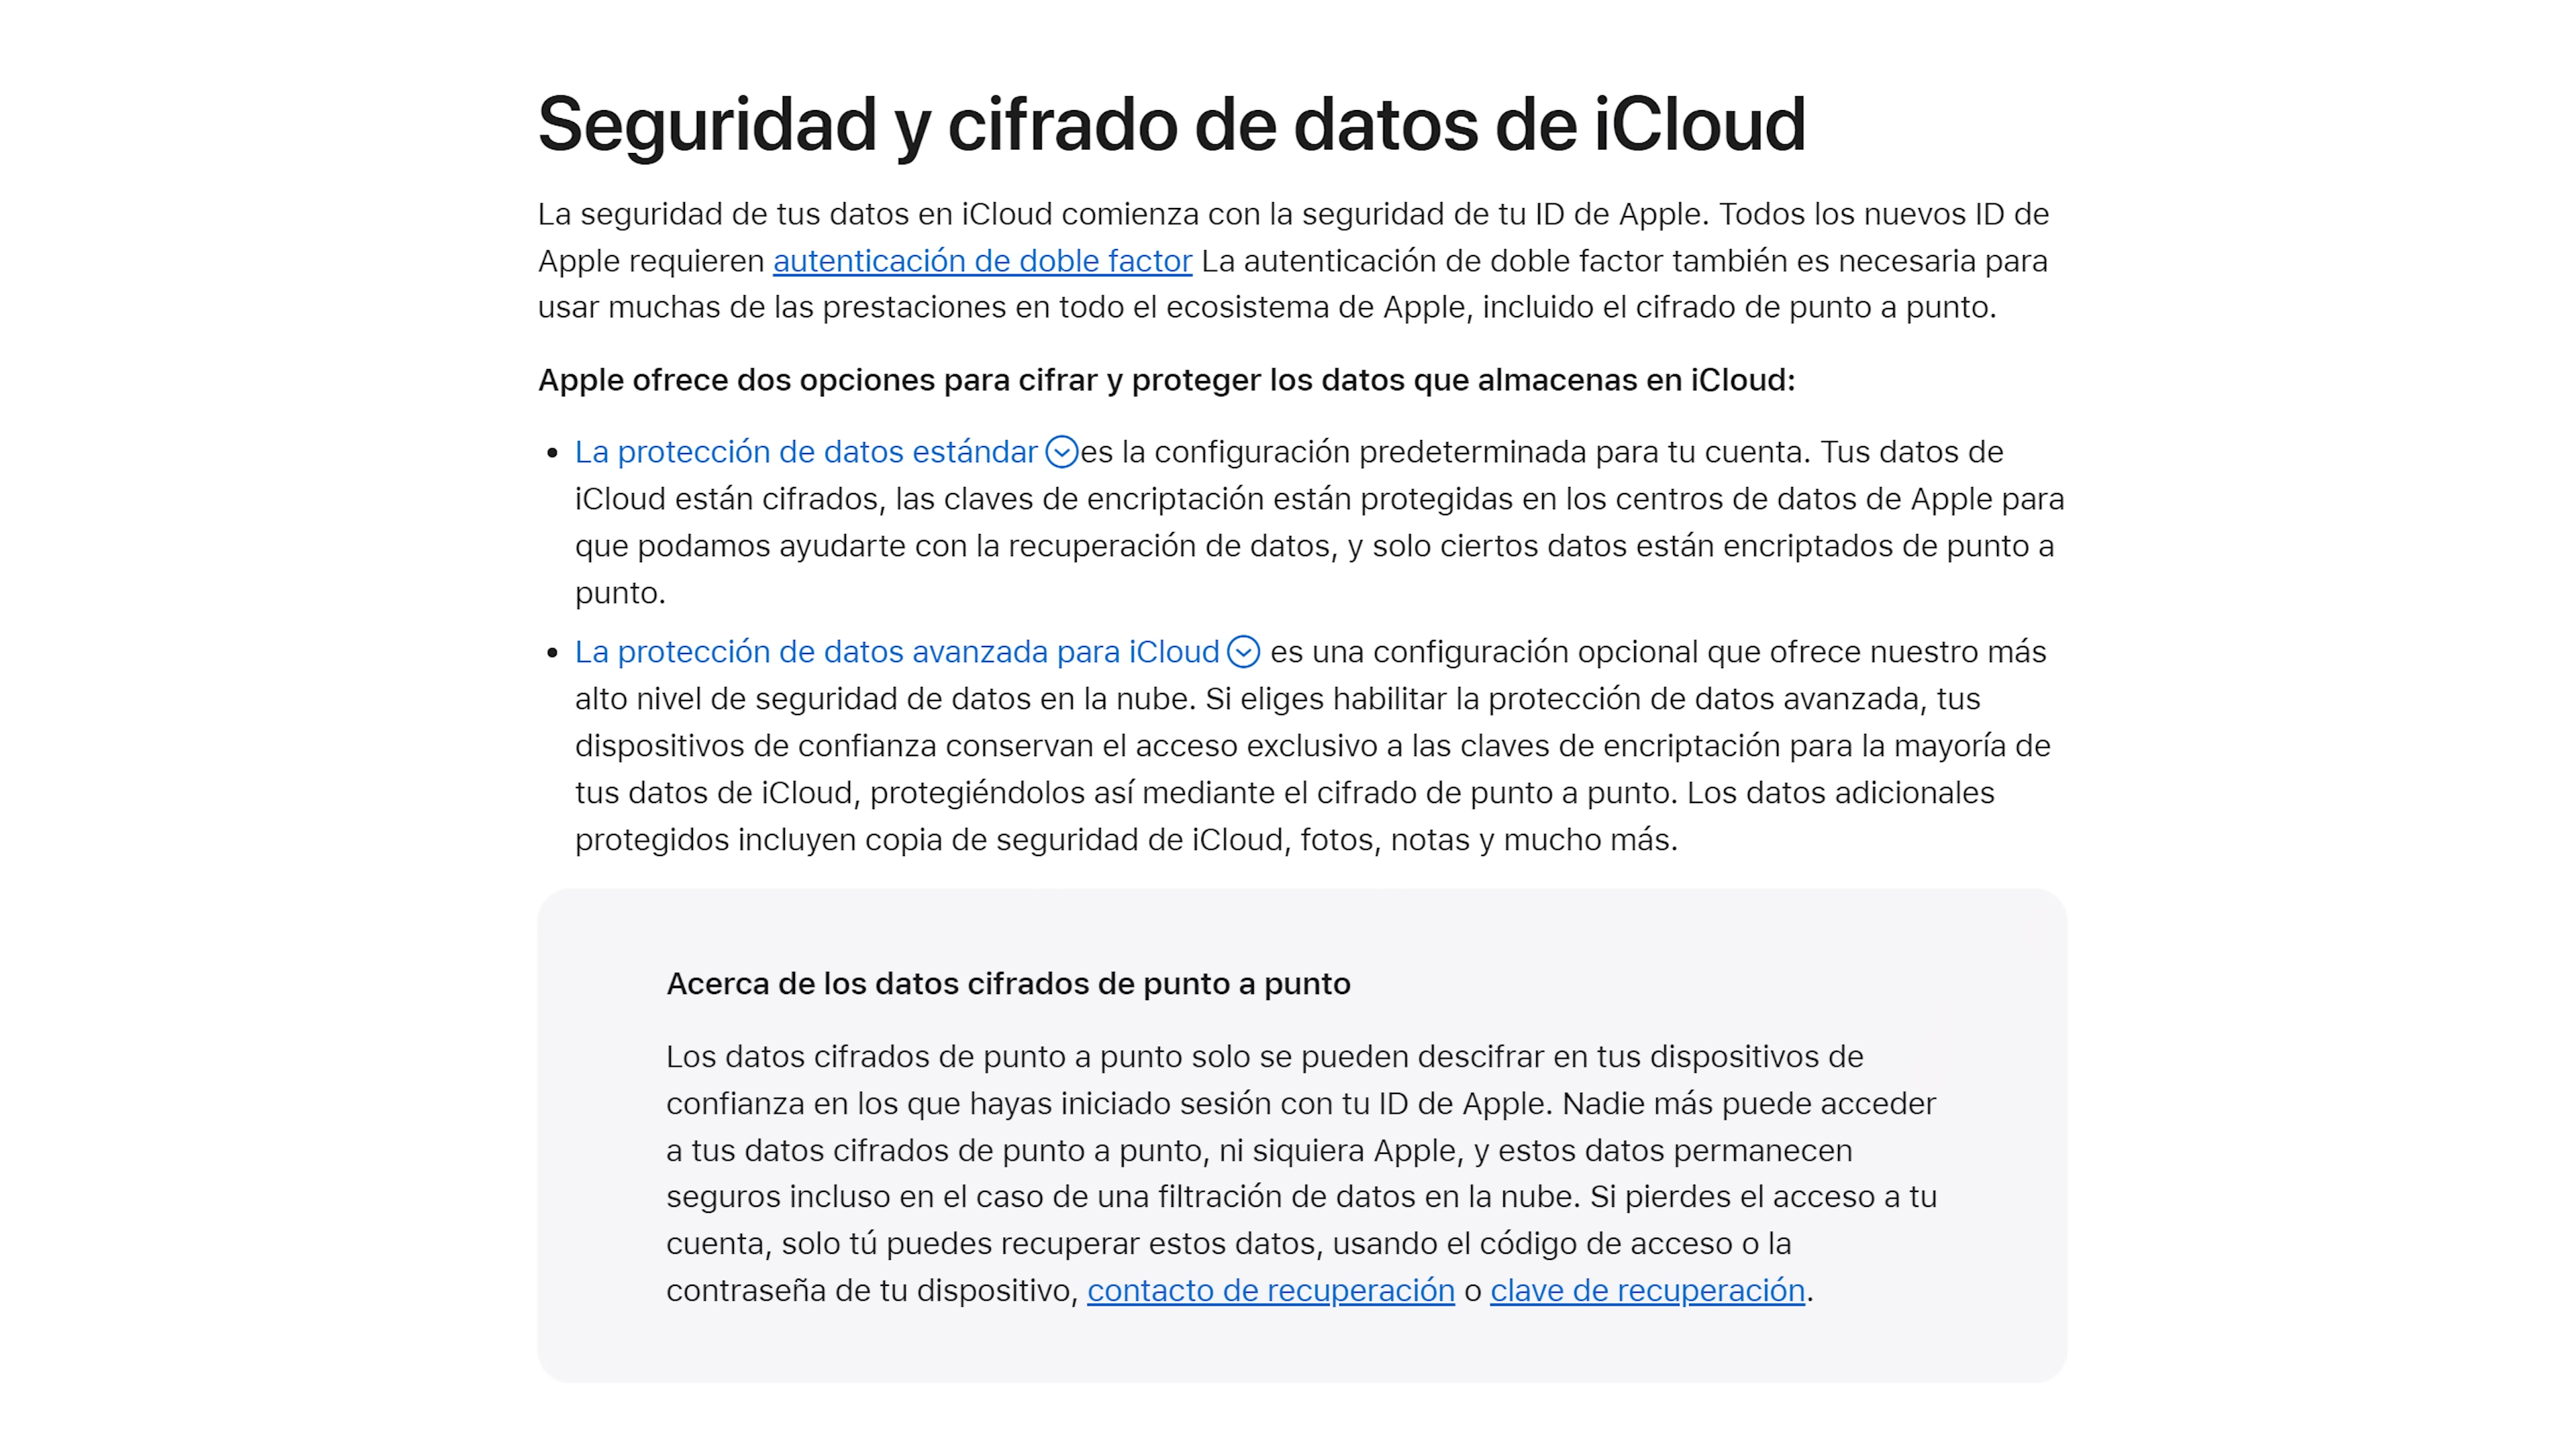 Seguridad y cifrado de datos de iCloud
La seguridad de tus datos en iCloud comienza con la seguridad de tu ID de Apple. Todos los nuevos ID de
Apple requieren autenticación de doble factor La autenticación de doble factor también es necesaria para
usar muchas de las prestaciones en todo el ecosistema de Apple, incluido el cifrado de punto a punto.
Apple ofrece dos opciones para cifrar y proteger los datos que almacenas en iCloud:
• La protección de datos estándar es la configuración predeterminada para tu cuenta. Tus datos de
iCloud están cifrados, las claves de encriptación están protegidas en los centros de datos de Apple para
que podamos ayudarte con la recuperación de datos, y solo ciertos datos están encriptados de punto a
punto.
• La protección de datos avanzada para iCloud es una configuración opcional que ofrece nuestro más
alto nivel de seguridad de datos en la nube. Si eliges habilitar la protección de datos avanzada, tus
dispositivos de confianza conservan el acceso exclusivo a las claves de encriptación para la mayoría de
tus datos de iCloud, protegiéndolos así mediante el cifrado de punto a punto. Los datos adicionales
protegidos incluyen copia de seguridad de iCloud, fotos, notas y mucho más.
Acerca de los datos cifrados de punto a punto
Los datos cifrados de punto a punto solo se pueden descifrar en tus dispositivos de
confianza en los que hayas iniciado sesión con tu ID de Apple. Nadie más puede acceder
a tus datos cifrados de punto a punto, ni siquiera Apple, y estos datos permanecen
seguros incluso en el caso de una filtración de datos en la nube. Si pierdes el acceso a tu
cuenta, solo tú puedes recuperar estos datos, usando el código de acceso o la
contraseña de tu dispositivo, contacto de recuperación o clave de recuperación.